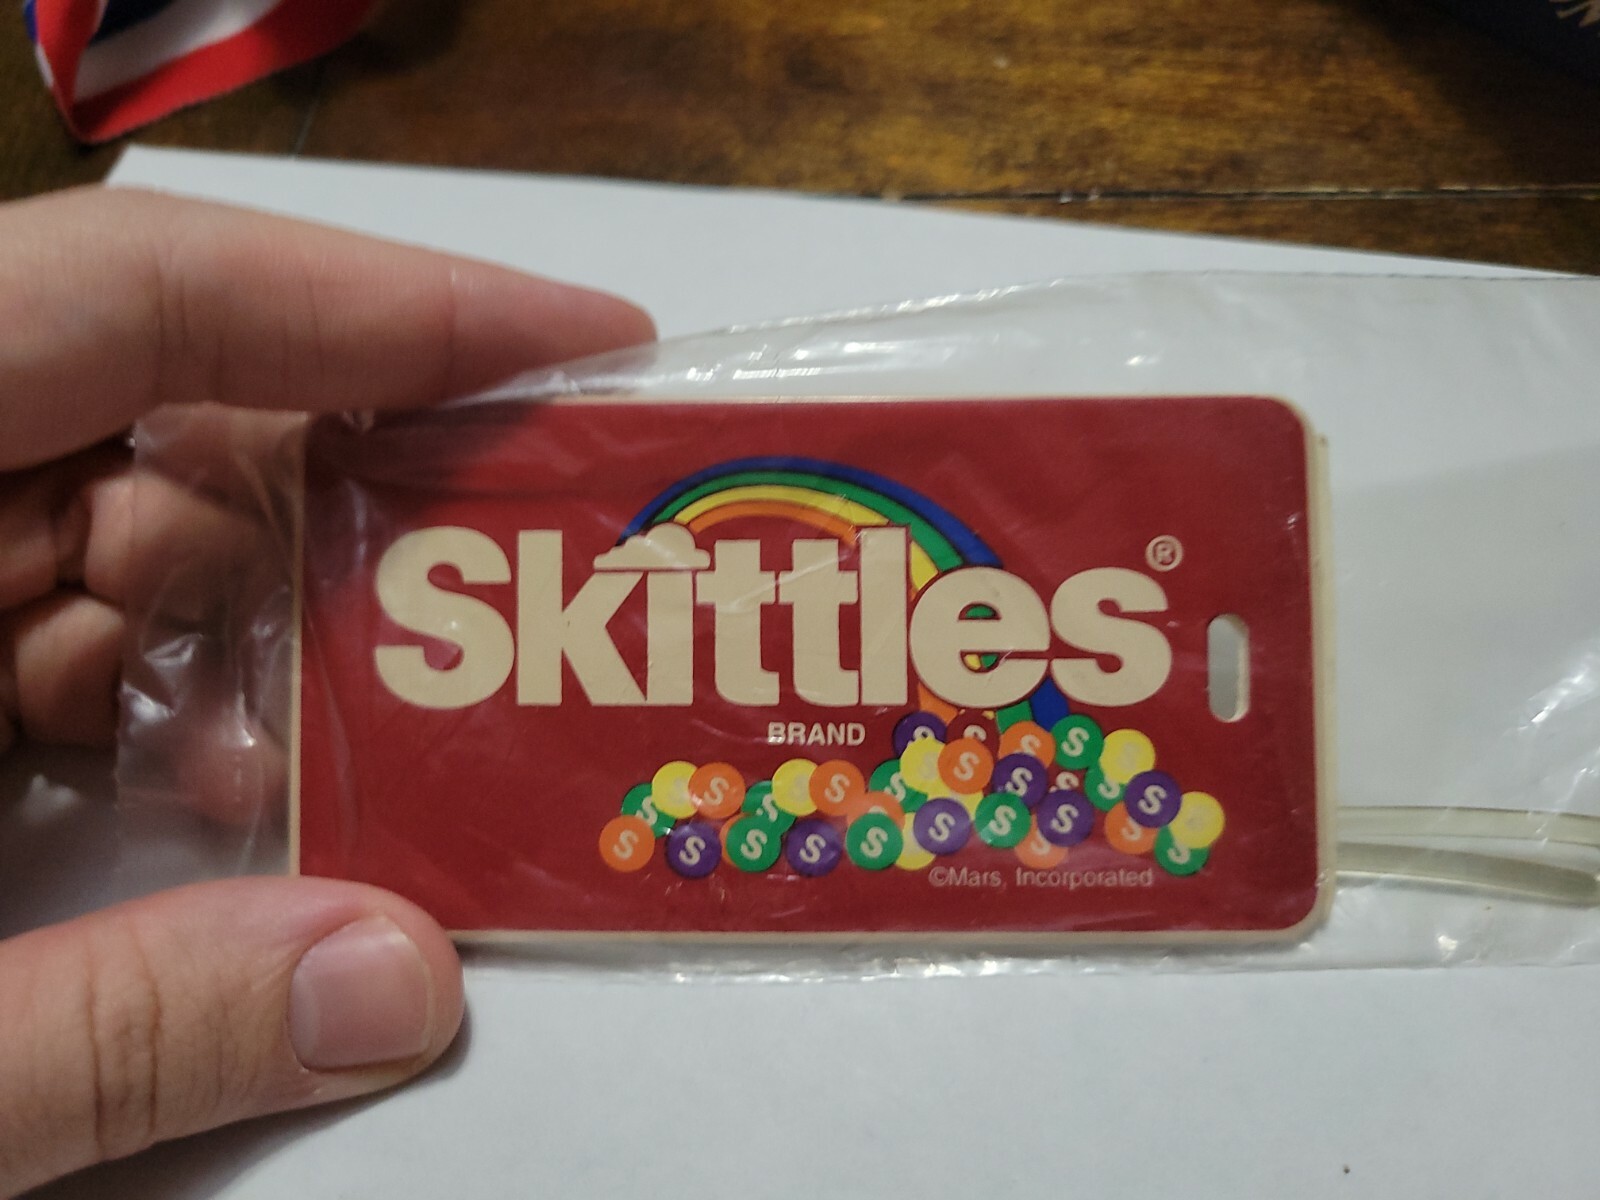 Skittles®
BRAND
©Mars, Incorporated